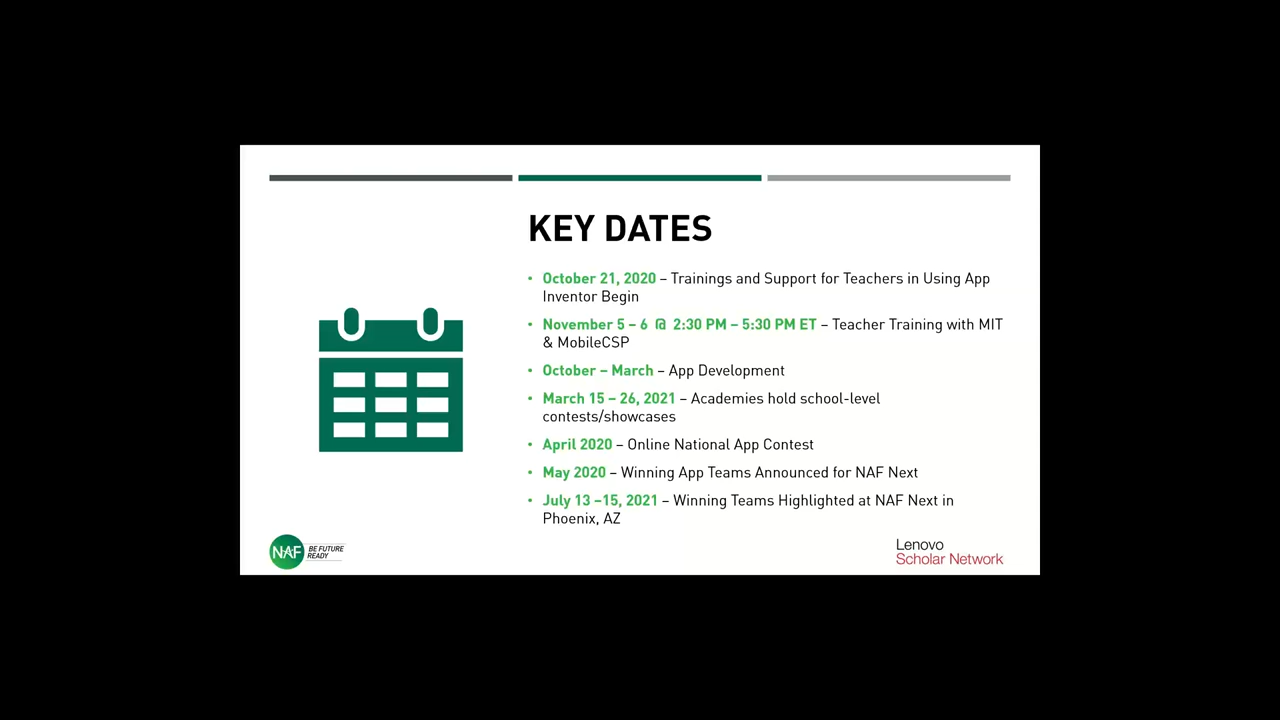 KEY DATES
• October 21, 2020 – Trainings and Support for Teachers in Using App
Inventor Begin
• November 5 – 6 @ 2:30 PM – 5:30 PM ET – Teacher Training with MIT
& MobileCSP
• October – March – App Development
• March 15 – 26, 2021 – Academies hold school-level
contests/showcases
• April 2020 – Online National App Contest
• May 2020 – Winning App Teams Announced for NAF Next
• July 13 –15, 2021 – Winning Teams Highlighted at NAF Next in
Phoenix, AZ
NAF
BE FUTURE
READY
Lenovo
Scholar Network